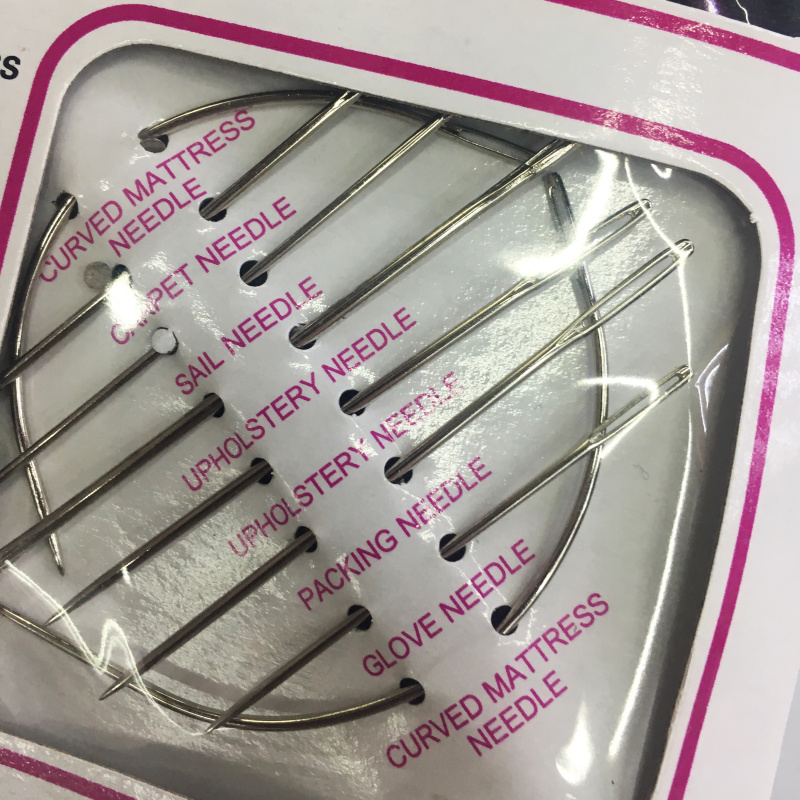 CURVED MATTRESS
NEEDLE
CARPET NEEDLE
SAIL NEEDLE
UPHOLSTERY NEEDLE
UPHOLSTERY NEEDLE
PACKING NEEDLE
GLOVE NEEDLE
CURVED MATTRESS
NEEDLE